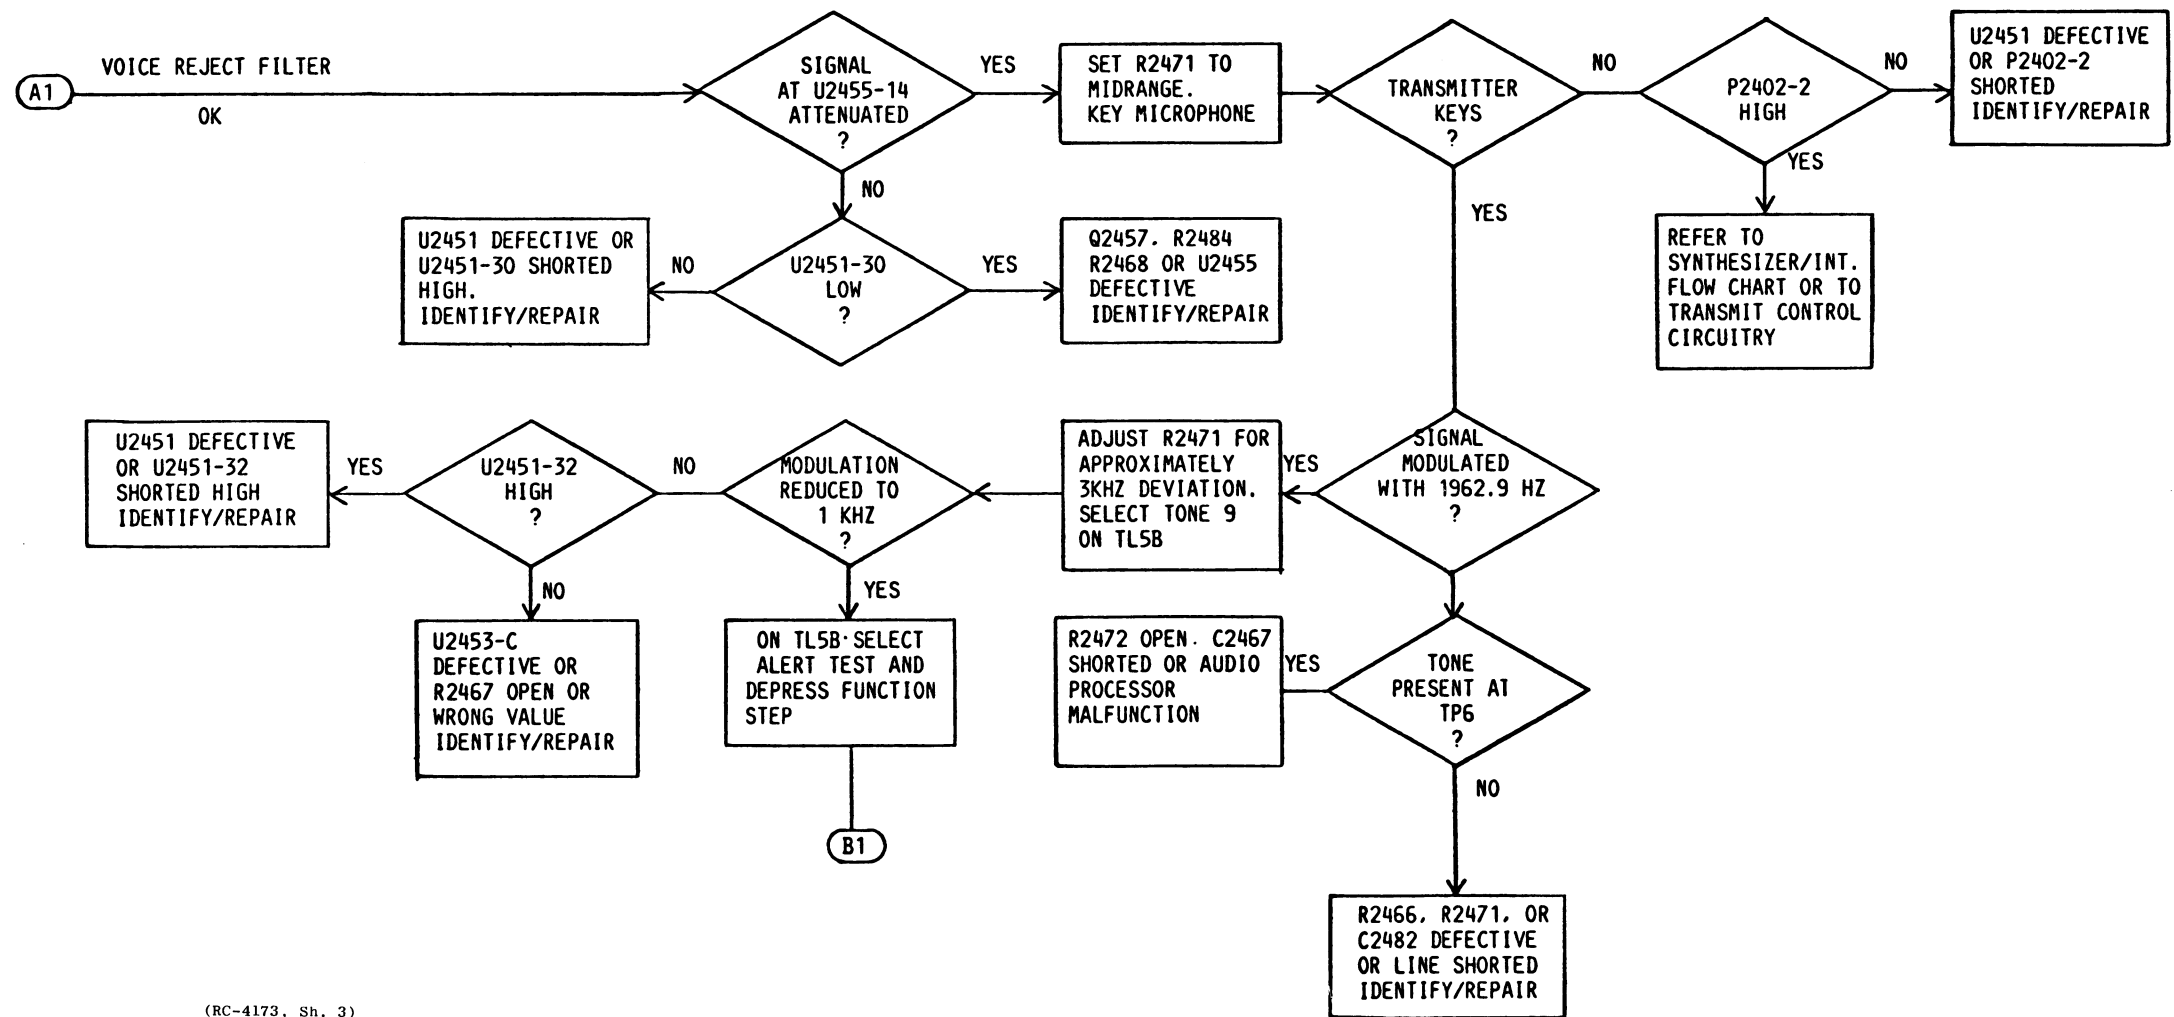 A1
VOICE REJECT FILTER
OK
SIGNAL
AT U2455-14
ATTENUATED
?
YES
SET R2471 TO
MIDRANGE.
KEY MICROPHONE
TRANSMITTER
KEYS
?
NO
P2402-2
HIGH
NO
U2451 DEFECTIVE
OR P2402-2
SHORTED
IDENTIFY/REPAIR
YES
REFER TO
SYNTHESIZER/INT.
FLOW CHART OR TO
TRANSMIT CONTROL
CIRCUITRY
NO
U2451-30
LOW
?
NO
U2451 DEFECTIVE OR
U2451-30 SHORTED
HIGH.
IDENTIFY/REPAIR
YES
Q2457. R2484
R2468 OR U2455
DEFECTIVE
IDENTIFY/REPAIR
YES
SIGNAL
MODULATED
WITH 1962.9 HZ
?
YES
ADJUST R2471 FOR
APPROXIMATELY
3KHZ DEVIATION.
SELECT TONE 9
ON TL5B
MODULATION
REDUCED TO
1 KHZ
?
NO
U2451-32
HIGH
?
YES
U2451 DEFECTIVE
OR U2451-32
SHORTED HIGH
IDENTIFY/REPAIR
NO
U2453-C
DEFECTIVE OR
R2467 OPEN OR
WRONG VALUE
IDENTIFY/REPAIR
YES
ON TL5B·SELECT
ALERT TEST AND
DEPRESS FUNCTION
STEP
B1
TONE
PRESENT AT
TP6
?
YES
R2472 OPEN. C2467
SHORTED OR AUDIO
PROCESSOR
MALFUNCTION
NO
R2466. R2471. OR
C2482 DEFECTIVE
OR LINE SHORTED
IDENTIFY/REPAIR
(RC-4173, Sh. 3)